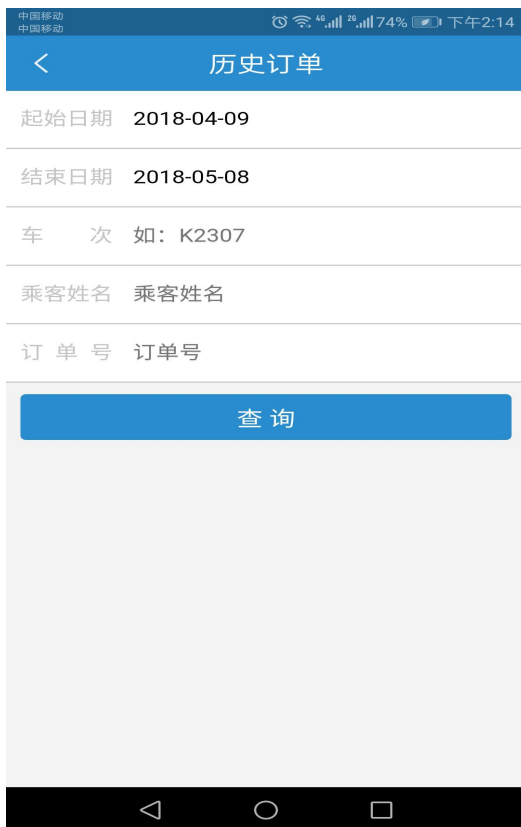 中国移动
中国移动
4G 2G 74% 下午2:14
历史订单
起始日期 2018-04-09
结束日期 2018-05-08
车 次 如：K2307
乘客姓名 乘客姓名
订 单 号 订单号
查 询